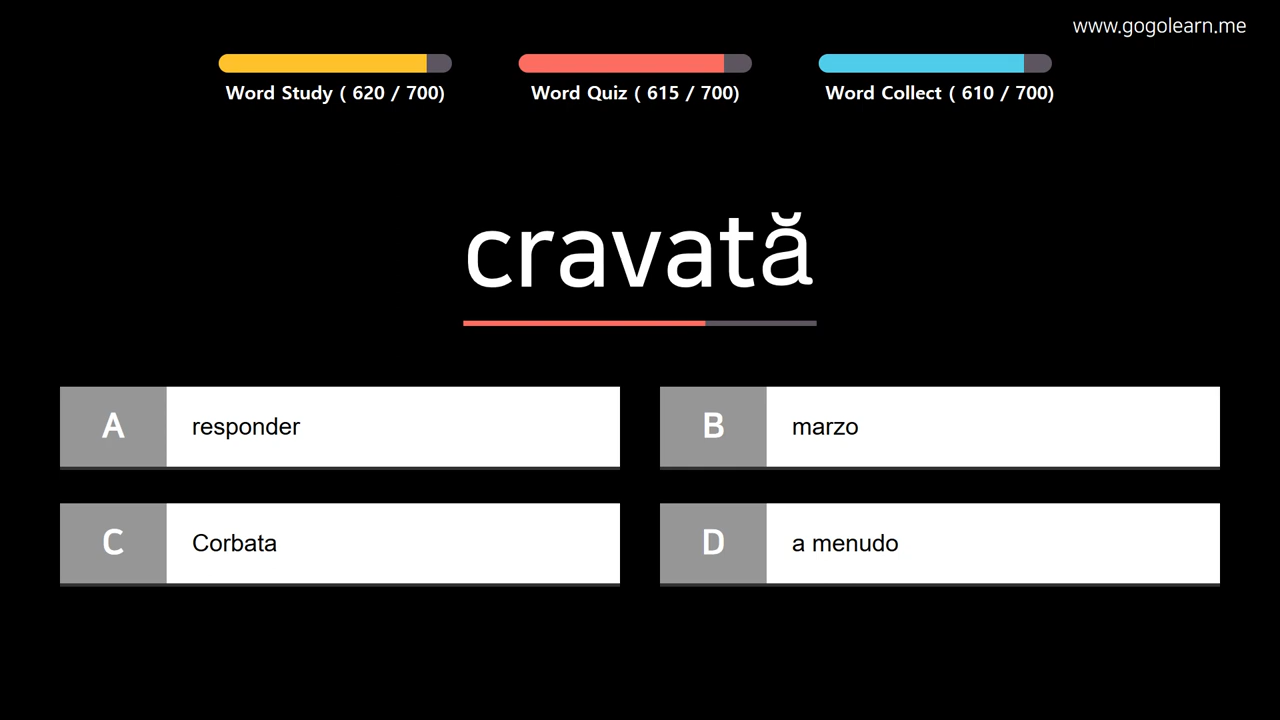 www.gogolearn.me
Word Study ( 620 / 700)
Word Quiz ( 615 / 700)
Word Collect ( 610 / 700)
cravată
A responder
B marzo
C Corbata
D a menudo